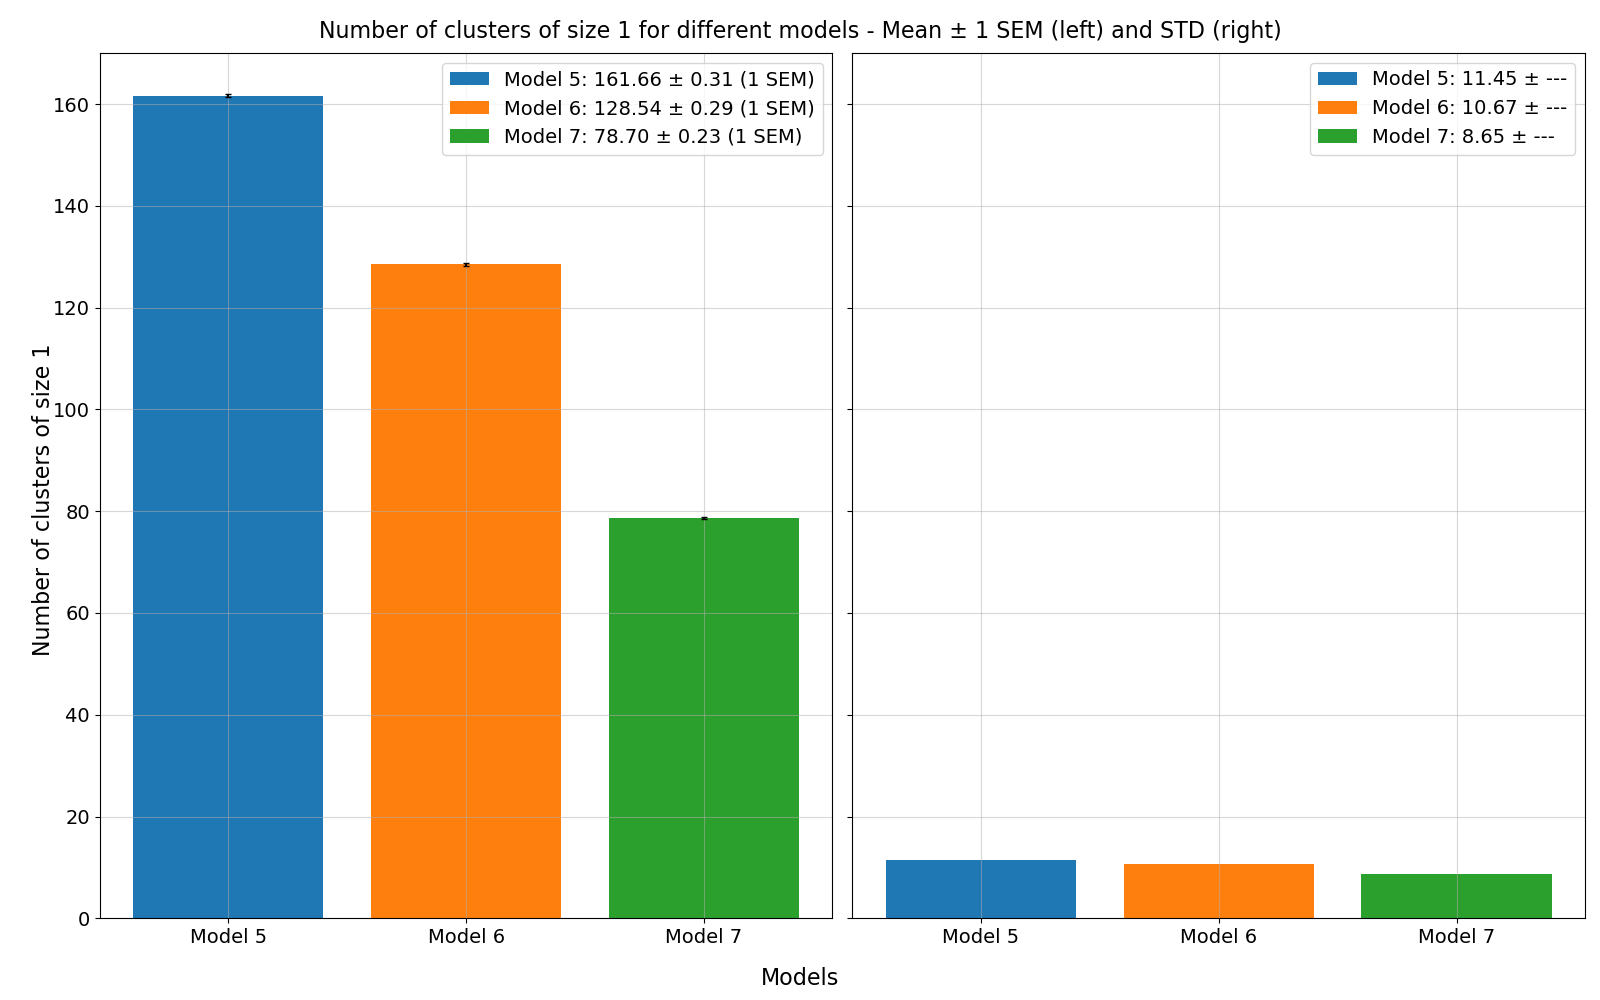 Number of clusters of size 1 for different models - Mean ± 1 SEM (left) and STD (right)
Number of clusters of size 1
160
140
120
100
80
60
40
20
0
Model 5: 161.66 ± 0.31 (1 SEM)
Model 6: 128.54 ± 0.29 (1 SEM)
Model 7: 78.70 ± 0.23 (1 SEM)
Model 5
Model 6
Model 7
Model 5: 11.45 ± ---
Model 6: 10.67 ± ---
Model 7: 8.65 ± ---
Model 5
Model 6
Model 7
Models